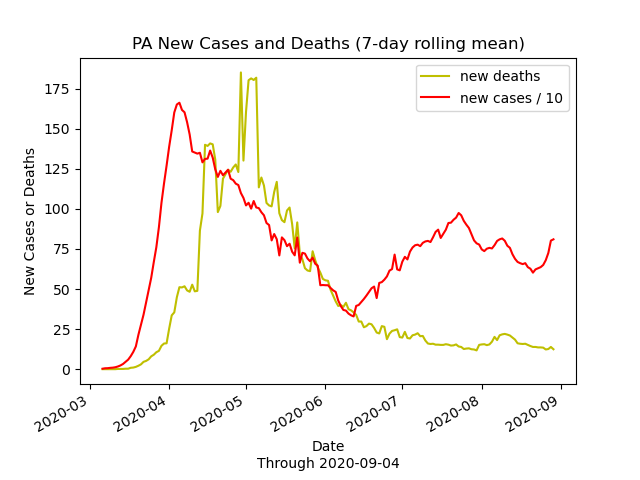 PA New Cases and Deaths (7-day rolling mean)
new deaths
new cases / 10
175
150
125
100
75
50
25
0
New Cases or Deaths
2020-03
2020-04
2020-05
2020-06
2020-07
2020-08
2020-09
Date
Through 2020-09-04